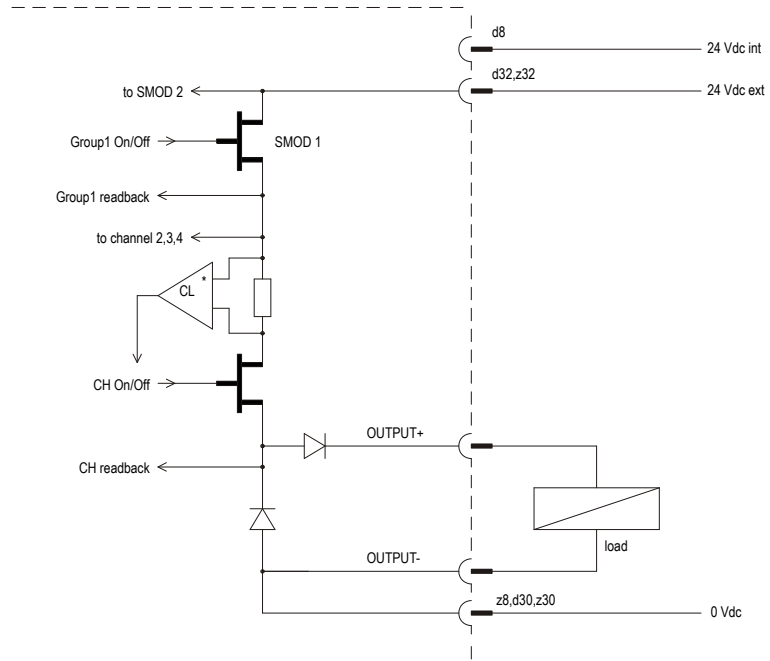 d8
24 Vdc int
d32,z32
to SMOD 2
24 Vdc ext
Group1 On/Off
SMOD 1
Group1 readback
to channel 2,3,4
*
CL
CH On/Off
OUTPUT+
CH readback
load
OUTPUT-
z8,d30,z30
0 Vdc